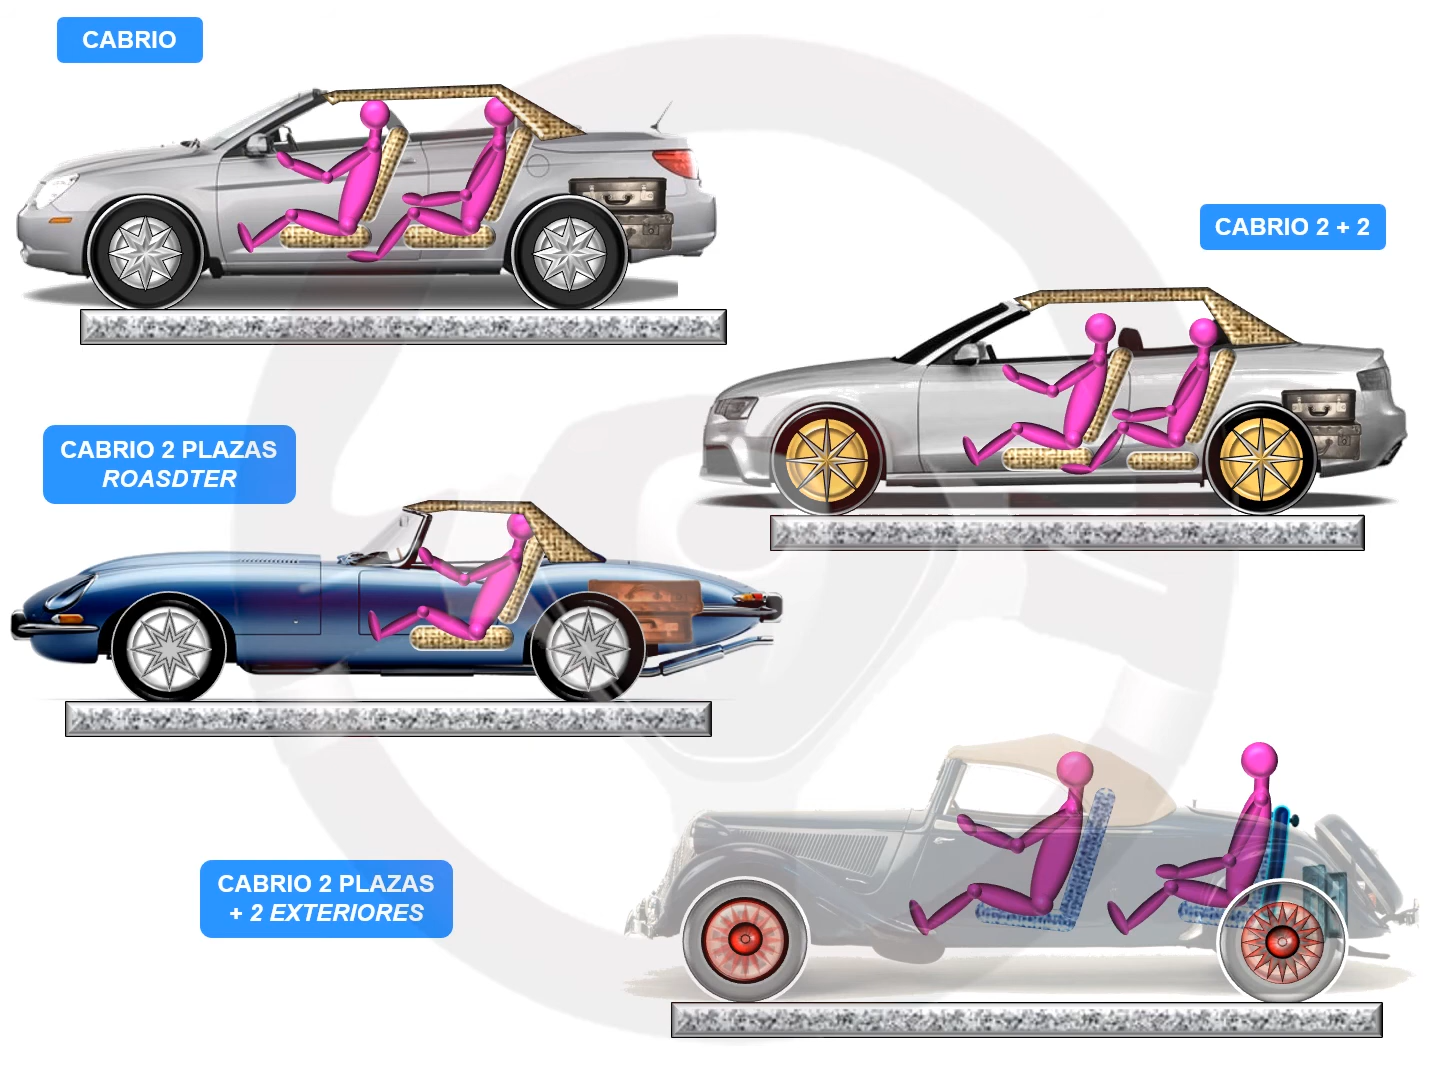 CABRIO
CABRIO 2 + 2
CABRIO 2 PLAZAS
ROASDTER
CABRIO 2 PLAZAS
+ 2 EXTERIORES